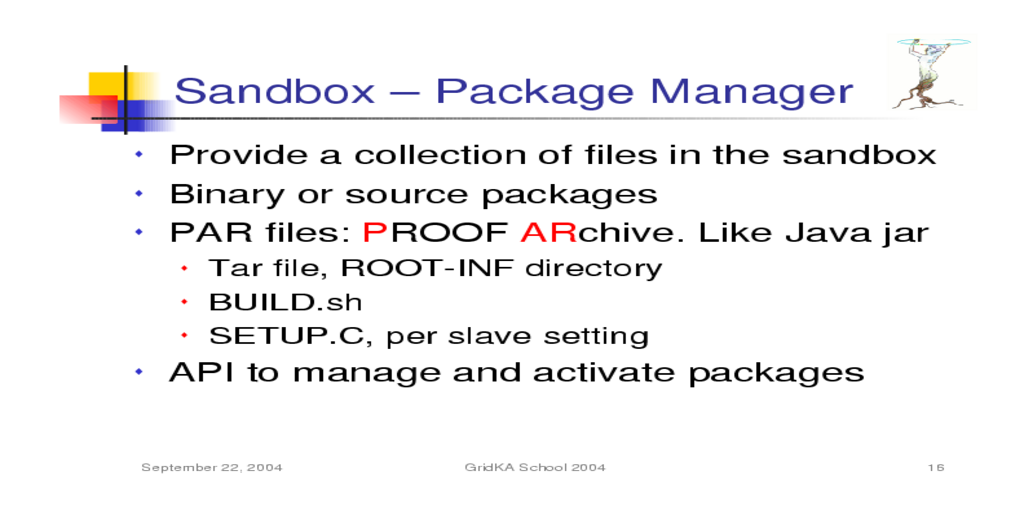 Sandbox – Package Manager
Provide a collection of files in the sandbox
Binary or source packages
PAR files: PROOF ARchive. Like Java jar
Tar file, ROOT-INF directory
BUILD.sh
SETUP.C, per slave setting
API to manage and activate packages
September 22, 2004 GridKA School 2004 16